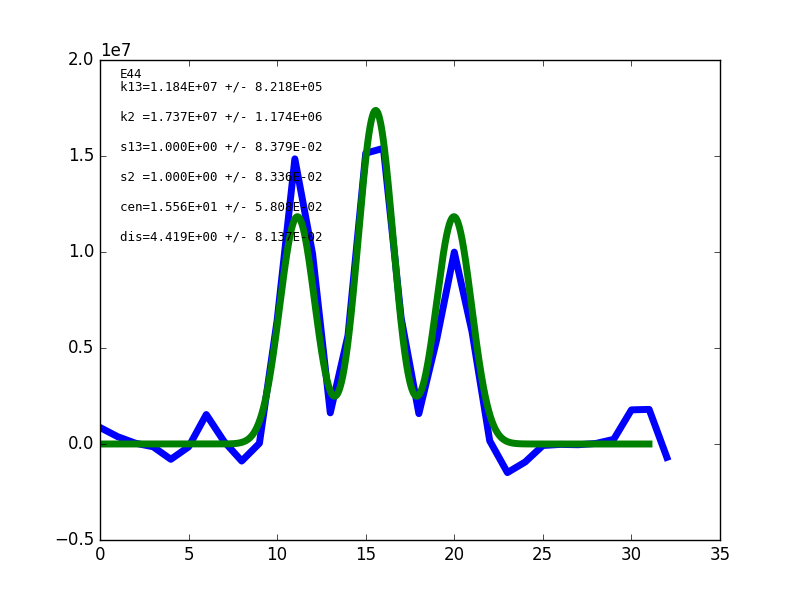 1e7
2.0
1.5
1.0
0.5
0.0
−0.5
E44
k13=1.184E+07 +/- 8.218E+05
k2 =1.737E+07 +/- 1.174E+06
s13=1.000E+00 +/- 8.379E-02
s2 =1.000E+00 +/- 8.336E-02
cen=1.556E+01 +/- 5.808E-02
dis=4.419E+00 +/- 8.137E-02
0 5 10 15 20 25 30 35